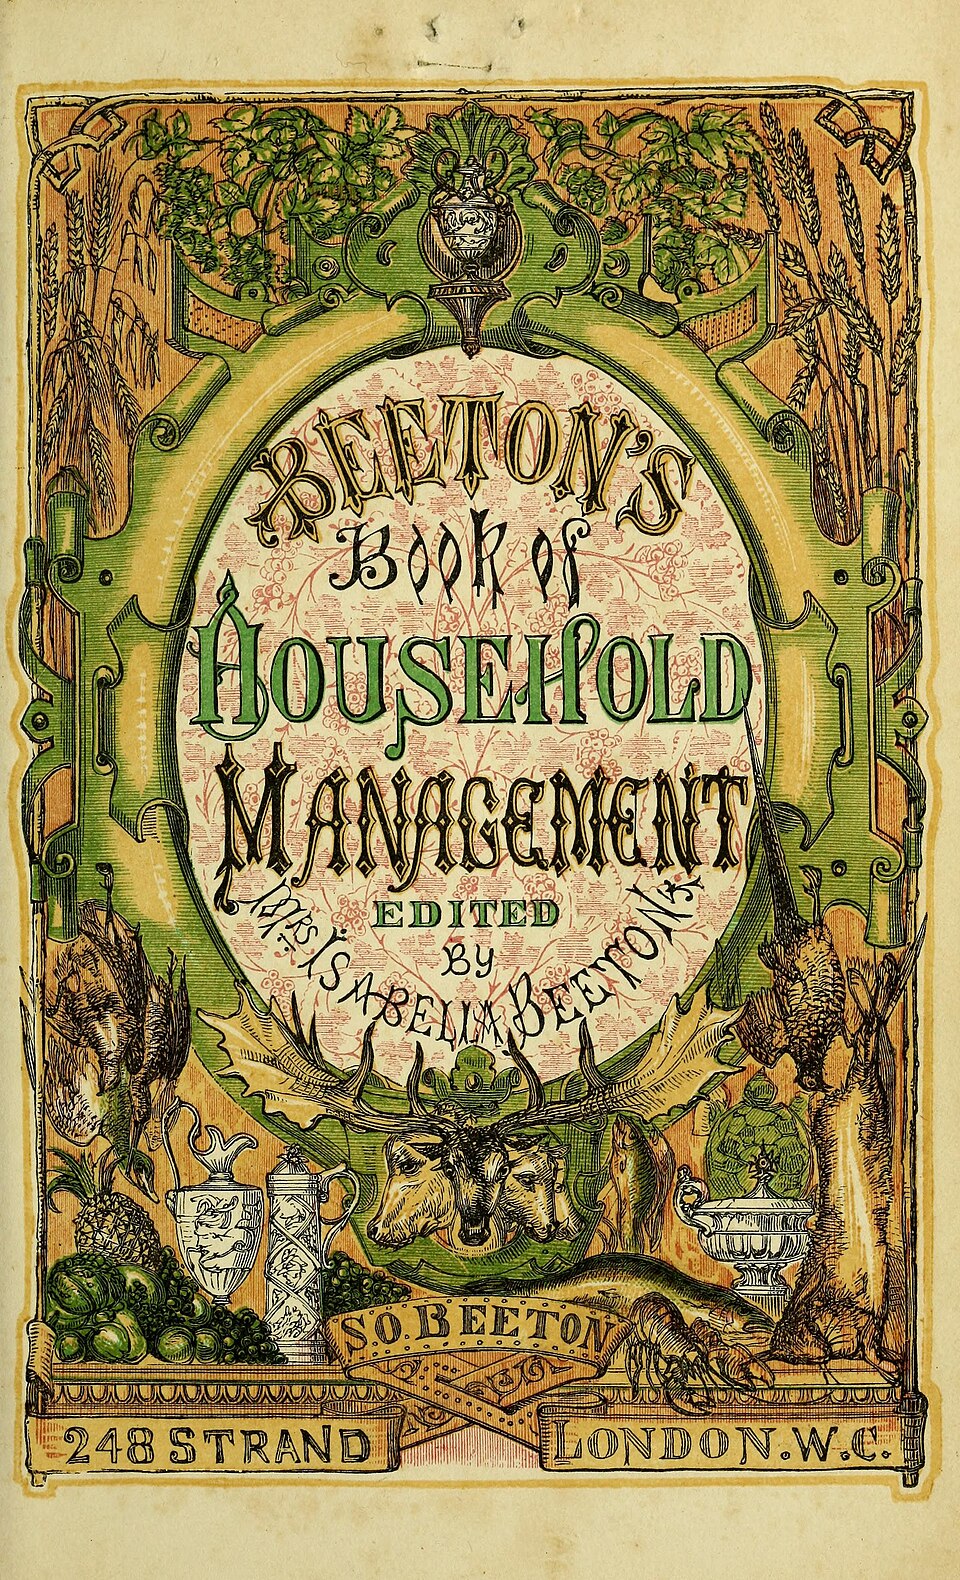 BEETON'S
BOOK OF
HOUSEHOLD
MANAGEMENT
EDITED
BY
MRS ISABELLA BEETON
S.O. BEETON
248 STRAND
LONDON. W.C.